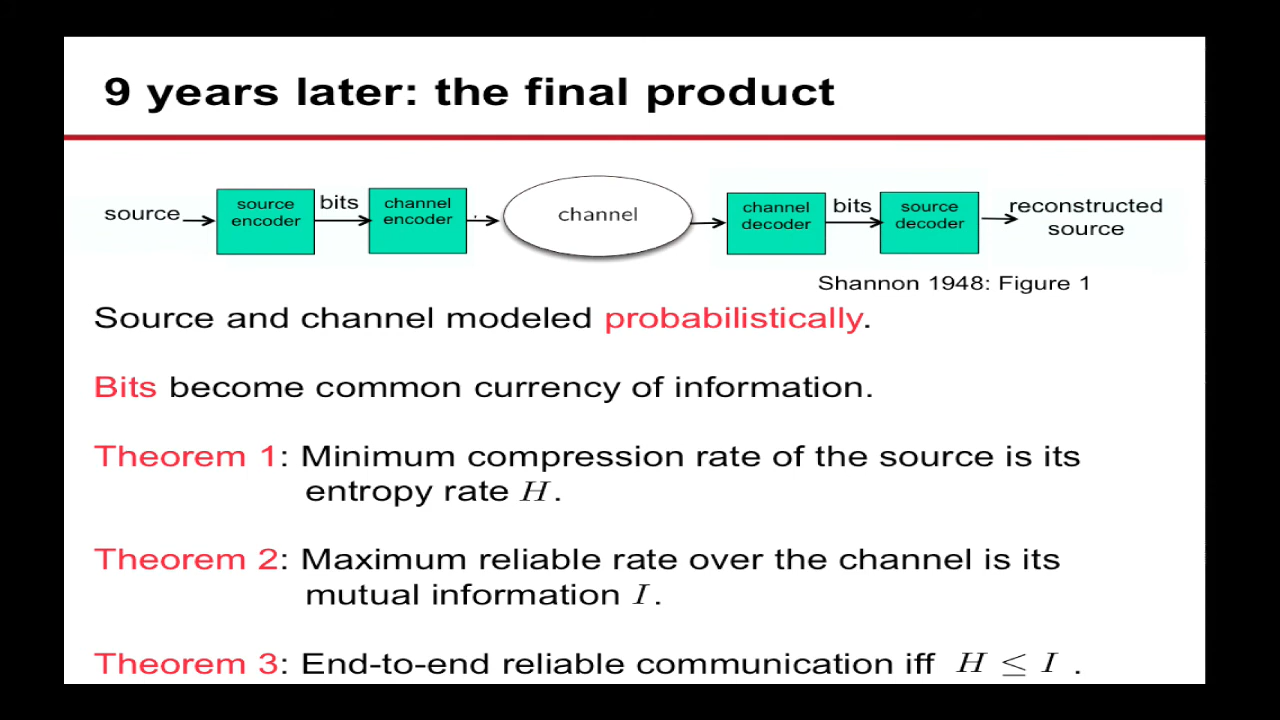 9 years later: the final product
source
source
encoder
bits
channel
encoder
channel
channel
decoder
bits
source
decoder
reconstructed
source
Shannon 1948: Figure 1
Source and channel modeled probabilistically.
Bits become common currency of information.
Theorem 1: Minimum compression rate of the source is its
entropy rate H.
Theorem 2: Maximum reliable rate over the channel is its
mutual information I.
Theorem 3: End-to-end reliable communication iff H ≤ I .